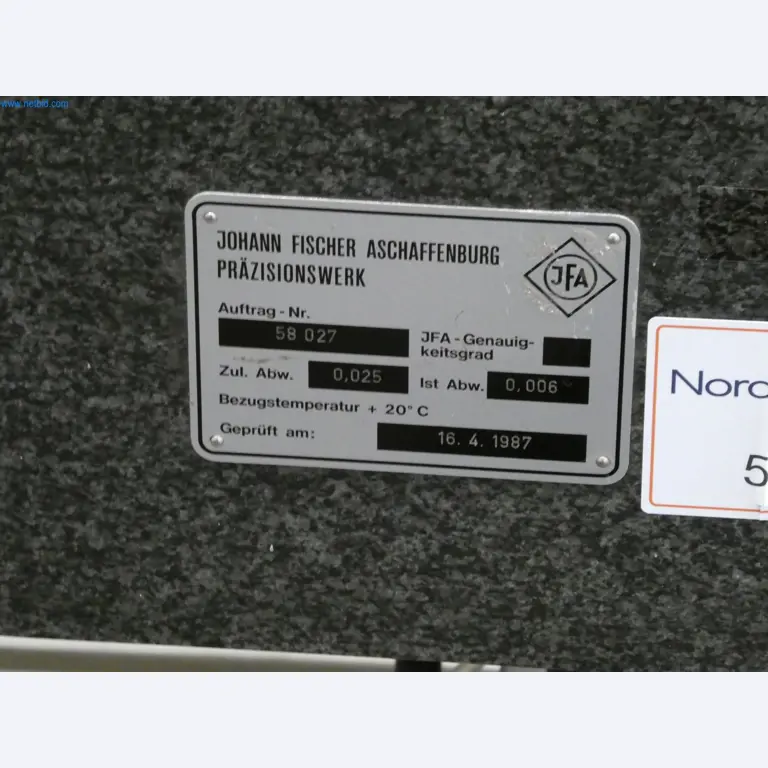 www.netbid.com
JOHANN FISCHER ASCHAFFENBURG
PRÄZISIONSWERK
JFA
Auftrag-Nr.
58 027
JFA-Genauig-
keitsgrad
Zul. Abw. 0,025
Ist Abw. 0,006
Bezugstemperatur + 20° C
Geprüft am: 16. 4. 1987
5